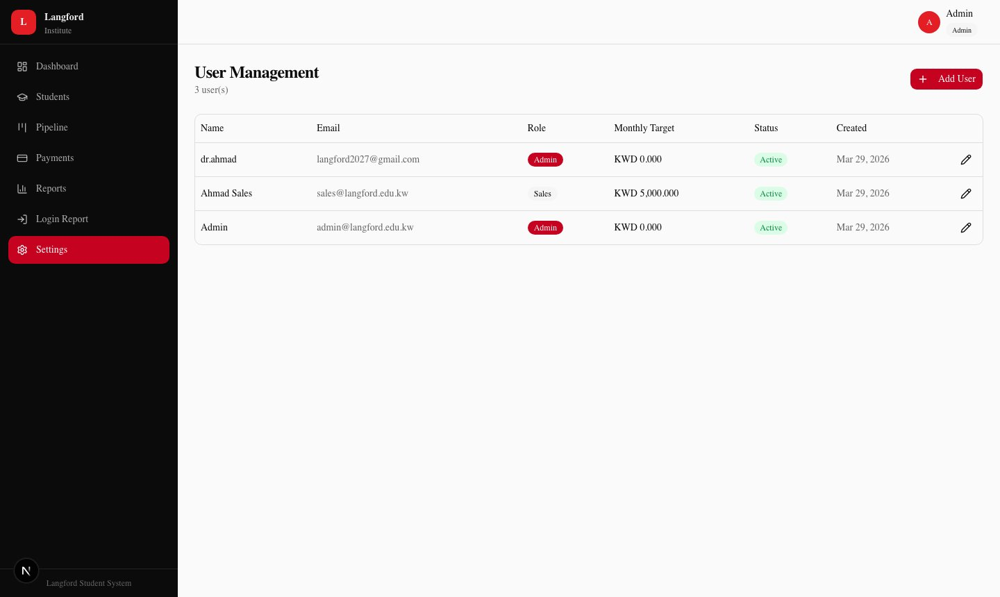 L
Langford
Institute
Dashboard
Students
Pipeline
Payments
Reports
Login Report
Settings
N
Langford Student System
A
Admin
Admin
User Management
3 user(s)
Add User
Name Email Role Monthly Target Status Created
dr.ahmad langford2027@gmail.com Admin KWD 0.000 Active Mar 29, 2026
Ahmad Sales sales@langford.edu.kw Sales KWD 5,000.000 Active Mar 29, 2026
Admin admin@langford.edu.kw Admin KWD 0.000 Active Mar 29, 2026